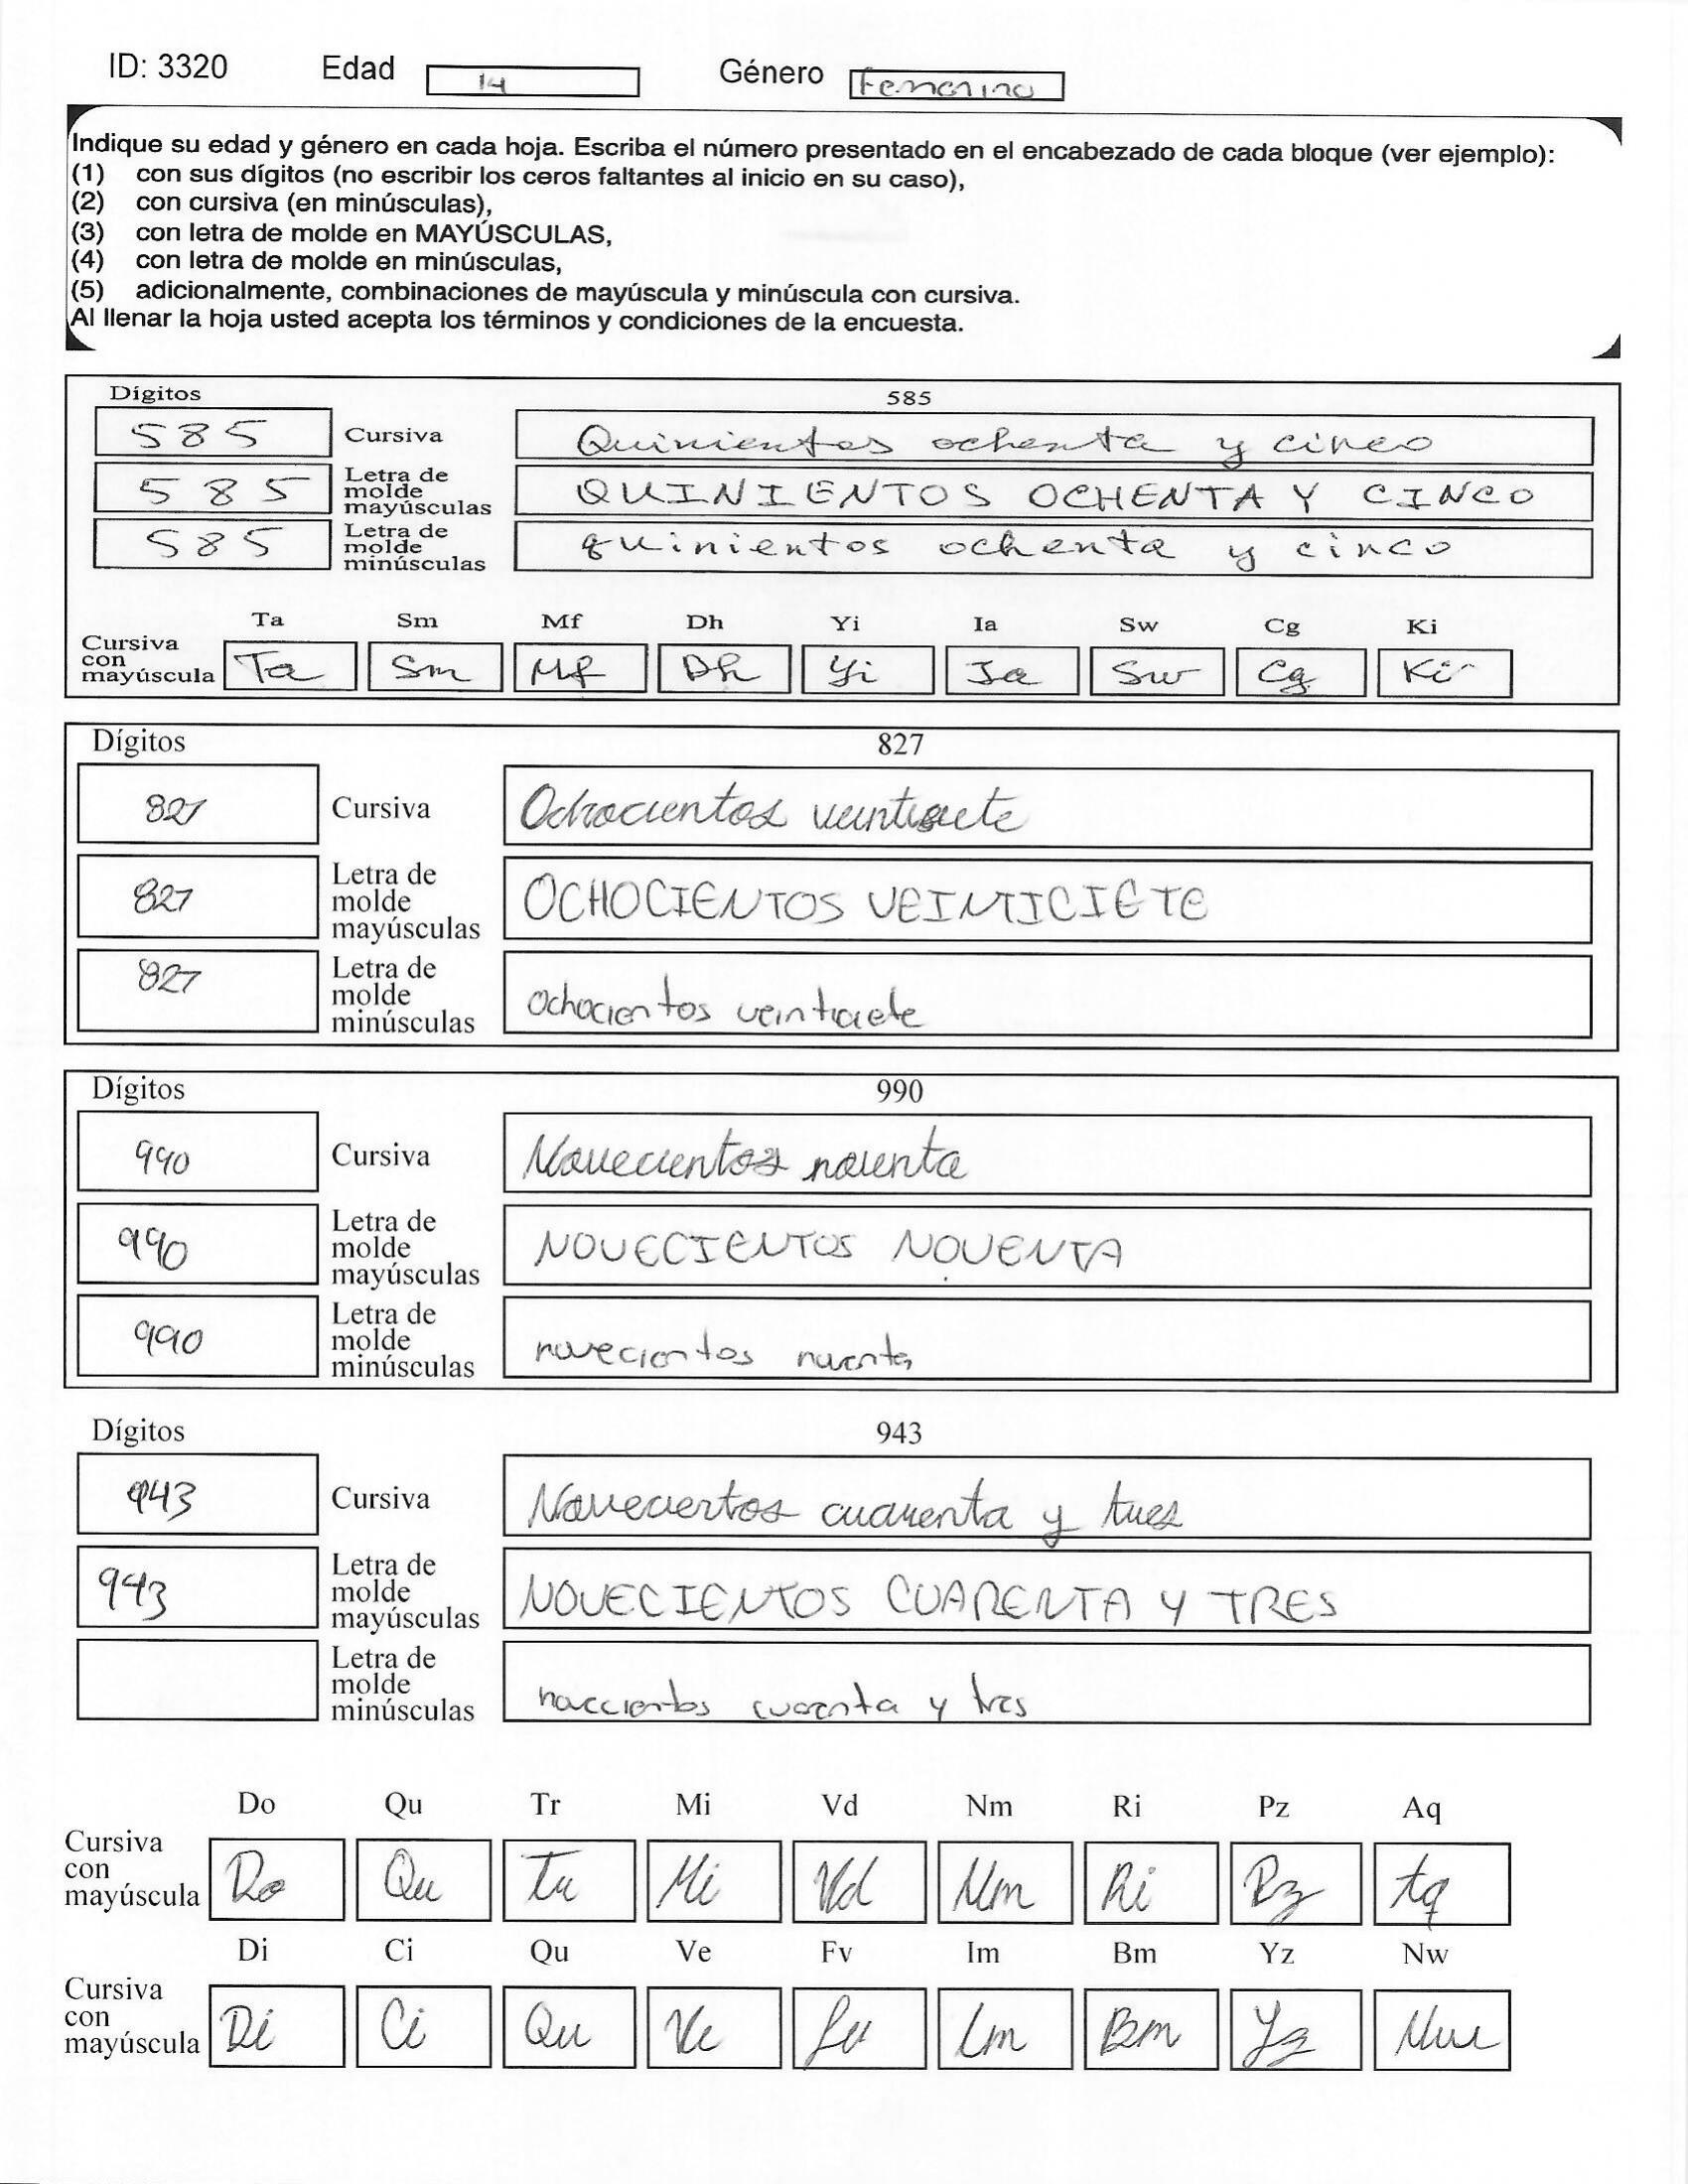 ID: 3320 Edad 14 Género Femenino
Indique su edad y género en cada hoja. Escriba el número presentado en el encabezado de cada bloque (ver ejemplo):
(1) con sus dígitos (no escribir los ceros faltantes al inicio en su caso),
(2) con cursiva (en minúsculas),
(3) con letra de molde en MAYÚSCULAS,
(4) con letra de molde en minúsculas,
(5) adicionalmente, combinaciones de mayúscula y minúscula con cursiva.
Al llenar la hoja usted acepta los términos y condiciones de la encuesta.
Dígitos 585
585 Cursiva Quinientos ochenta y cinco
585 Letra de molde mayúsculas QUINIENTOS OCHENTA Y CINCO
585 Letra de molde minúsculas quinientos ochenta y cinco
Ta Sm Mf Dh Yi Ia Sw Cg Ki
Cursiva con mayúscula Ta Sm Mf Dh Yi Ia Sw Cg Ki
Dígitos 827
827 Cursiva Ochocientos veintisiete
827 Letra de molde mayúsculas OCHOCIENTOS VEINTICIETE
827 Letra de molde minúsculas ochocientos veinticiete
Dígitos 990
990 Cursiva Novecientos noventa
990 Letra de molde mayúsculas NOVECIENTOS NOVENTA
990 Letra de molde minúsculas novecientos
Dígitos 943
943 Cursiva Novecientos cuarenta y tres
943 Letra de molde mayúsculas NOVECIENTOS CUARENTA Y TRES
Letra de molde minúsculas novecientos cuarenta y tres
Do Qu Tr Mi Vd Nm Ri Pz Aq
Cursiva con mayúscula Do Qu Tr Mi Vd Nm Ri Pz Aq
Di Ci Qu Ve Fv Im Bm Yz Nw
Cursiva con mayúscula Di Ci Qu Ve Fv Im Bm Yz Nw